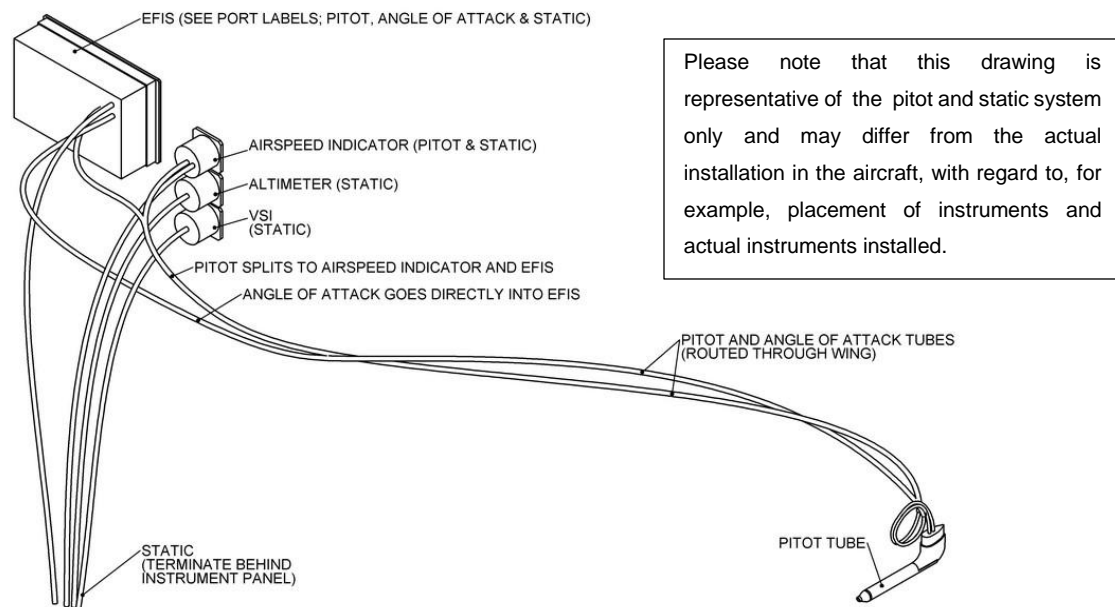 EFIS (SEE PORT LABELS; PITOT, ANGLE OF ATTACK & STATIC)
Please note that this drawing is
representative of the pitot and static system
only and may differ from the actual
installation in the aircraft, with regard to, for
example, placement of instruments and
actual instruments installed.
AIRSPEED INDICATOR (PITOT & STATIC)
ALTIMETER (STATIC)
VSI
(STATIC)
PITOT SPLITS TO AIRSPEED INDICATOR AND EFIS
ANGLE OF ATTACK GOES DIRECTLY INTO EFIS
PITOT AND ANGLE OF ATTACK TUBES
(ROUTED THROUGH WING)
STATIC
(TERMINATE BEHIND
INSTRUMENT PANEL)
PITOT TUBE